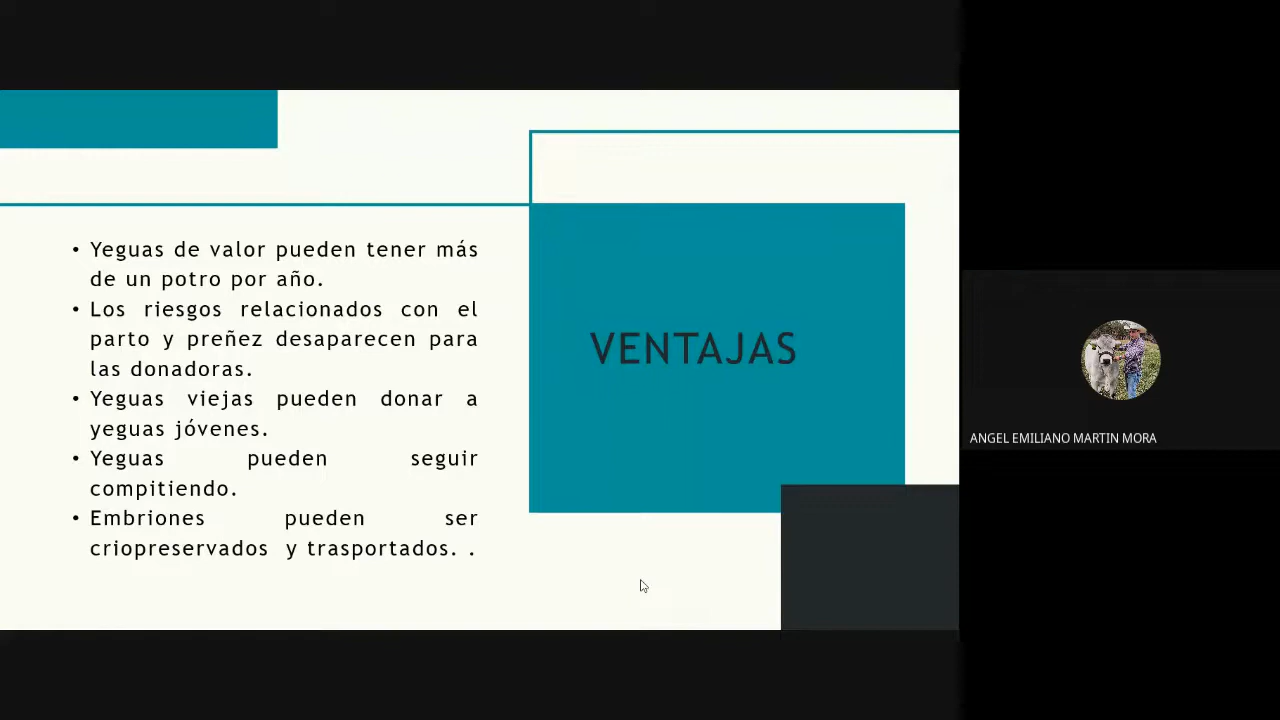 • Yeguas de valor pueden tener más
de un potro por año.
• Los riesgos relacionados con el
parto y preñez desaparecen para
las donadoras.
• Yeguas viejas pueden donar a
yeguas jóvenes.
• Yeguas pueden seguir
compitiendo.
• Embriones pueden ser
criopreservados y trasportados. .
VENTAJAS
ANGEL EMILIANO MARTIN MORA